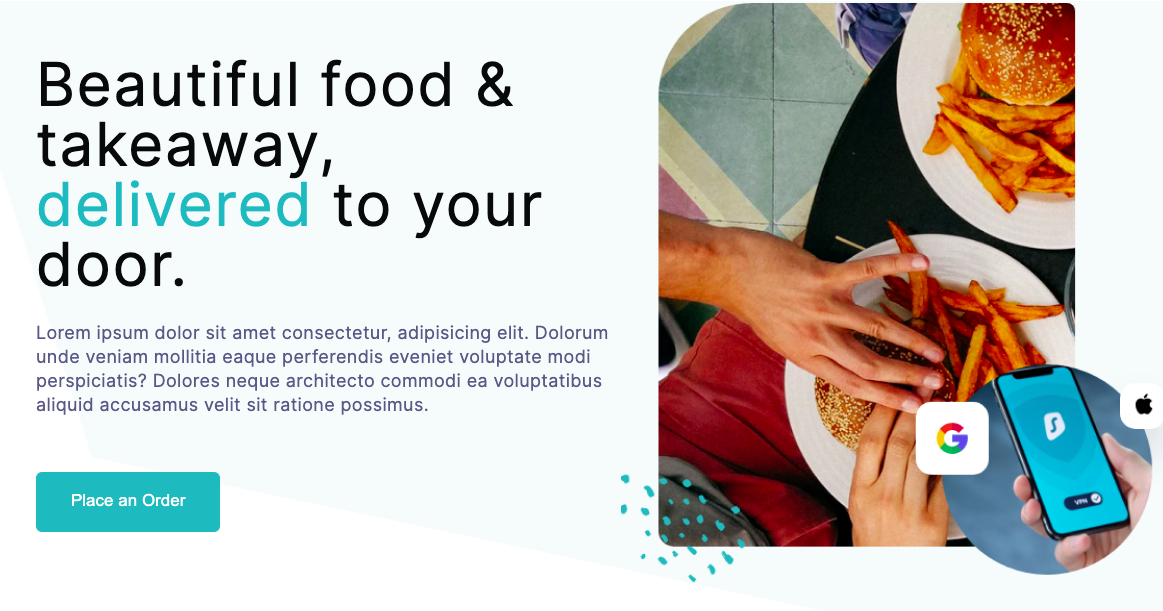 Beautiful food &
takeaway,
delivered to your
door.
Lorem ipsum dolor sit amet consectetur, adipisicing elit. Dolorum
unde veniam mollitia eaque perferendis eveniet voluptate modi
perspiciatis? Dolores neque architecto commodi ea voluptatibus
aliquid accusamus velit sit ratione possimus.
Place an Order
G
VPN